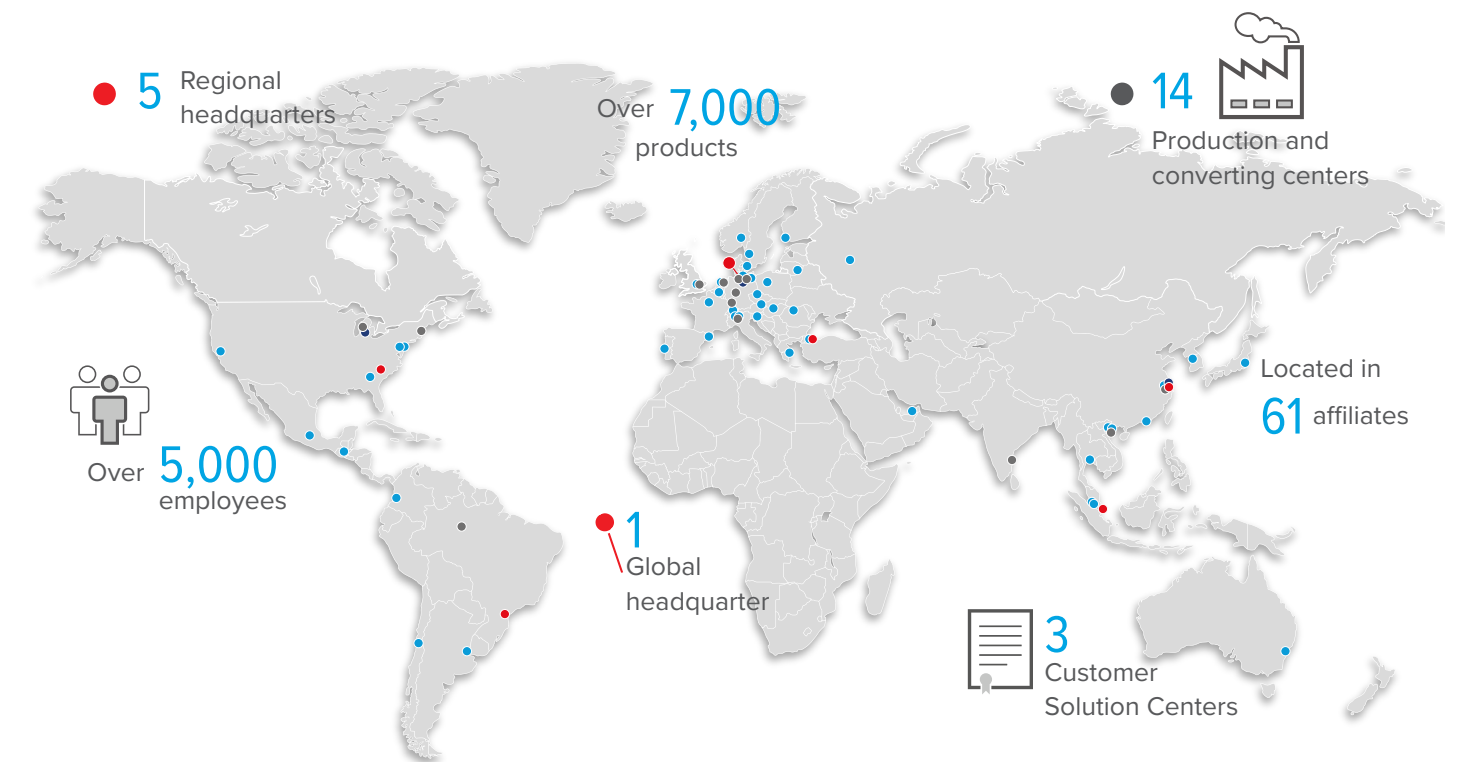 5 Regional
headquarters
Over 7,000
products
14
Production and
converting centers
Located in
61 affiliates
Over 5,000
employees
1
Global
headquarter
3
Customer
Solution Centers